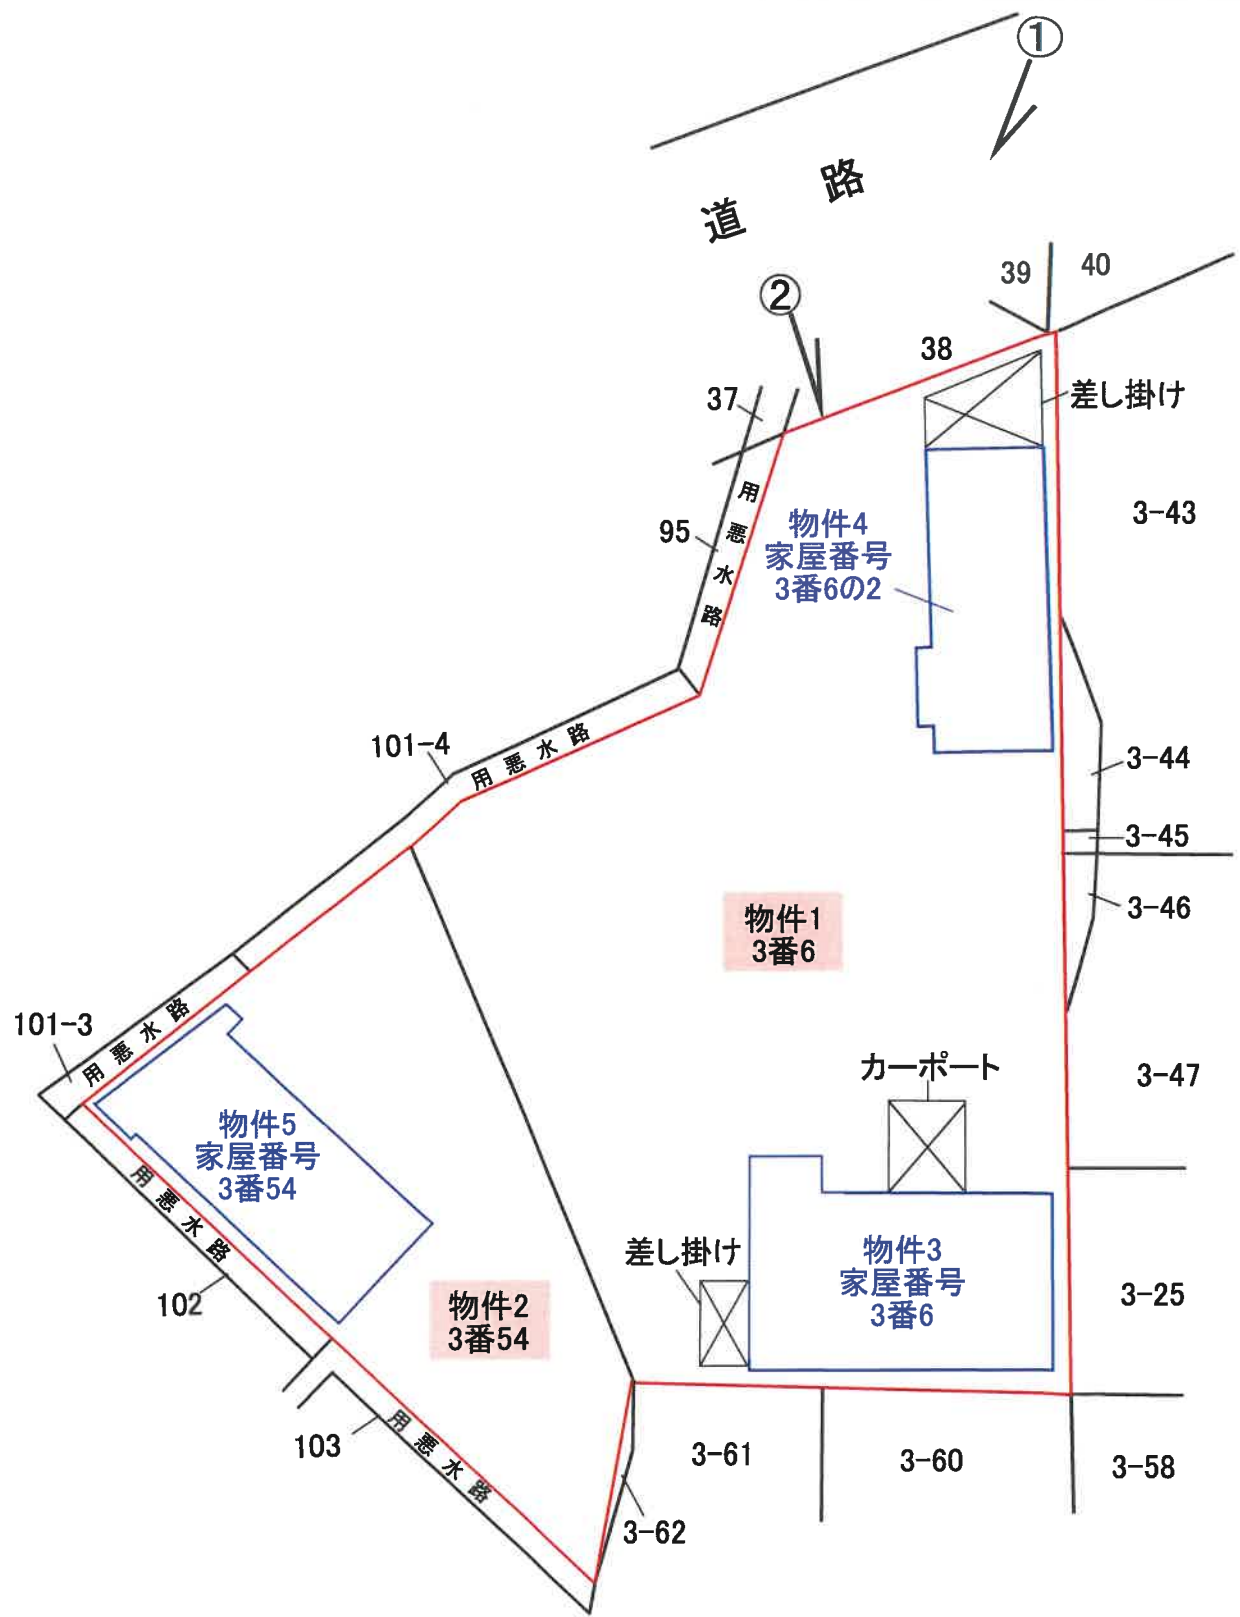 ①
道 路
39
40
②
38
37
差し掛け
用悪水路
3-43
95
物件4
家屋番号
3番6の2
101-4
用悪水路
3-44
3-45
物件1
3番6
3-46
101-3
用悪水路
カーポート
3-47
物件5
家屋番号
3番54
用悪水路
差し掛け
物件3
家屋番号
3番6
102
物件2
3番54
3-25
103
用悪水路
3-61
3-60
3-58
3-62